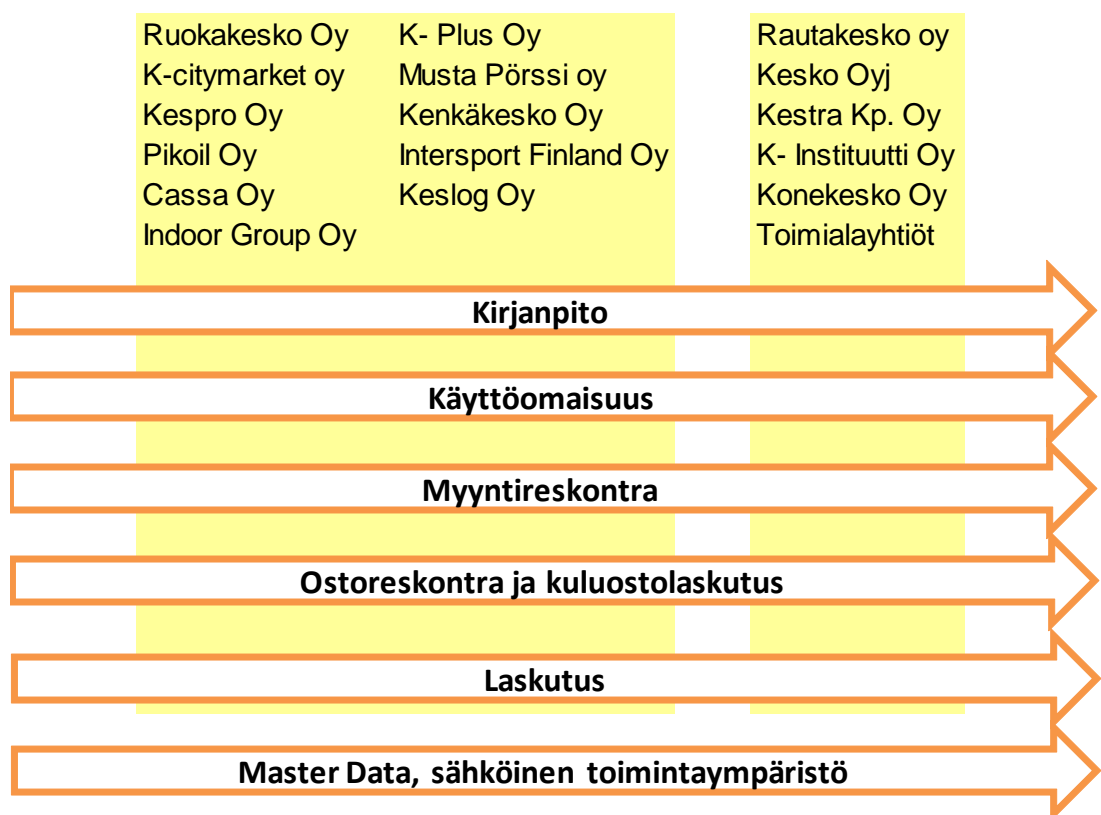 Ruokakesko Oy
K-citymarket oy
Kespro Oy
Pikoil Oy
Cassa Oy
Indoor Group Oy
K- Plus Oy
Musta Pörssi oy
Kenkäkesko Oy
Intersport Finland Oy
Keslog Oy
Rautakesko oy
Kesko Oyj
Kestra Kp. Oy
K- Instituutti Oy
Konekesko Oy
Toimialayhtiöt
Kirjanpito
Käyttöomaisuus
Myyntireskontra
Ostoreskontra ja kuluostolaskutus
Laskutus
Master Data, sähköinen toimintaympäristö